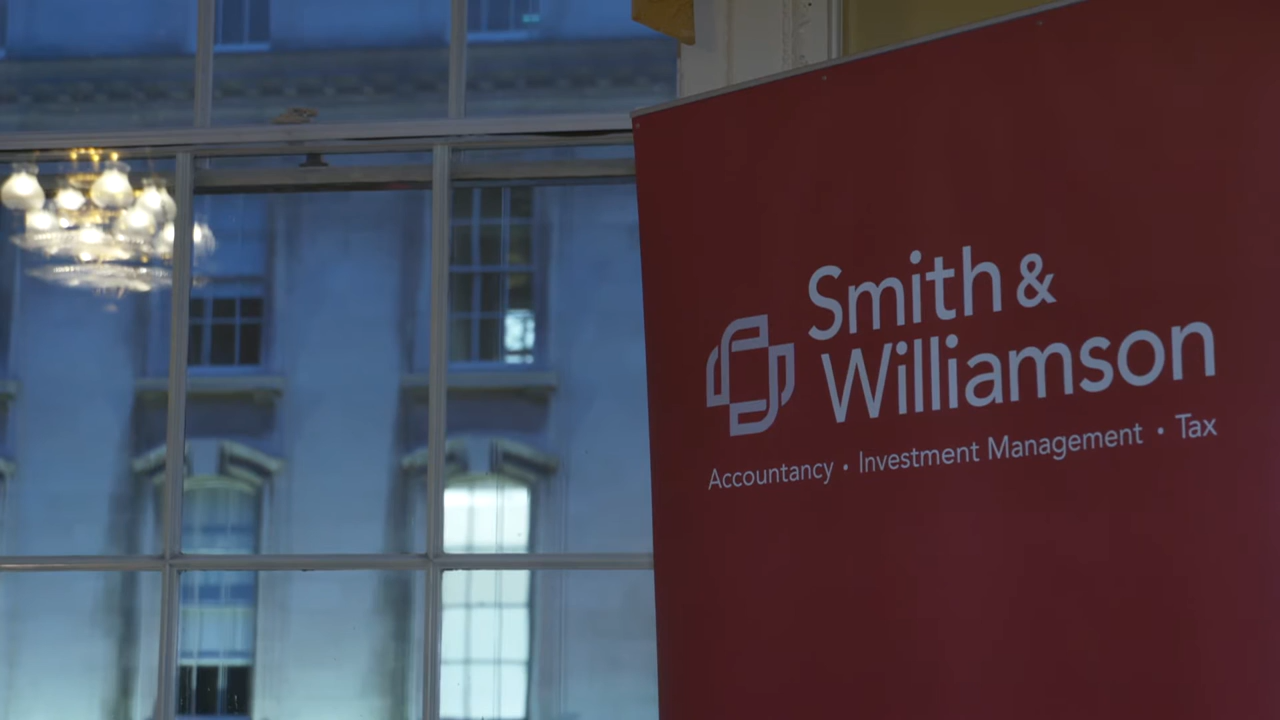 Smith &
Williamson
Accountancy • Investment Management • Tax